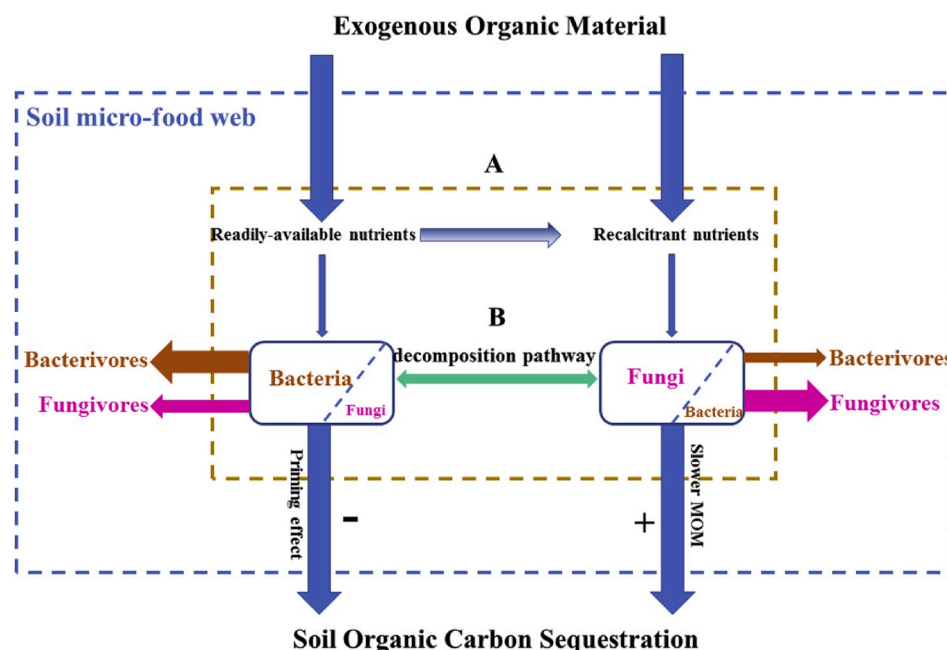 Exogenous Organic Material
Soil micro-food web
A
Readily-available nutrients
Recalcitrant nutrients
B
decomposition pathway
Bacterivores
Fungivores
Bacteria
Fungi
Fungi
Bacteria
Bacterivores
Fungivores
Priming effect
-
+
Slower MOM
Soil Organic Carbon Sequestration